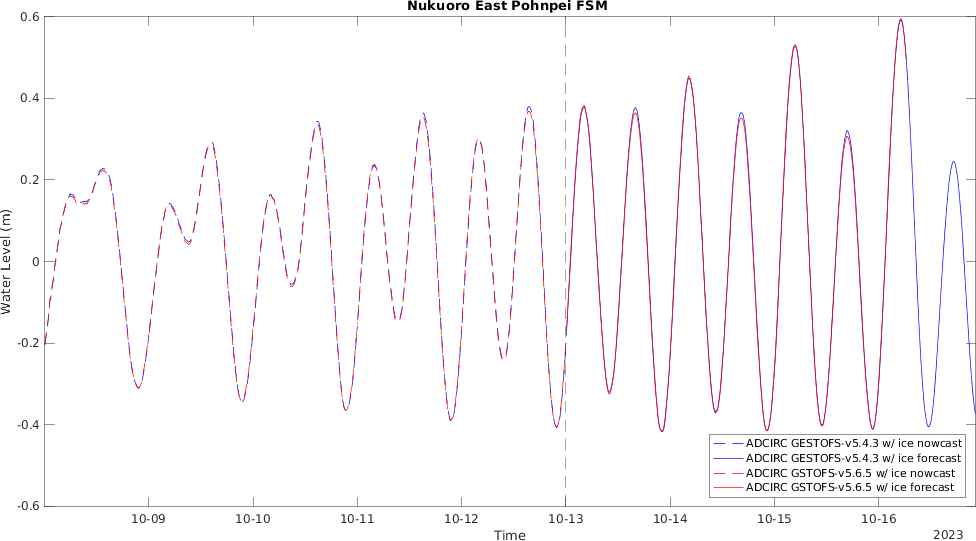 Nukuoro East Pohnpei FSM
0.6
0.4
0.2
0
-0.2
-0.4
-0.6
Water Level (m)
10-09
10-10
10-11
10-12
10-13
10-14
10-15
10-16
Time
2023
ADCIRC GESTOFS-v5.4.3 w/ ice nowcast
ADCIRC GESTOFS-v5.4.3 w/ ice forecast
ADCIRC GSTOFS-v5.6.5 w/ ice nowcast
ADCIRC GSTOFS-v5.6.5 w/ ice forecast